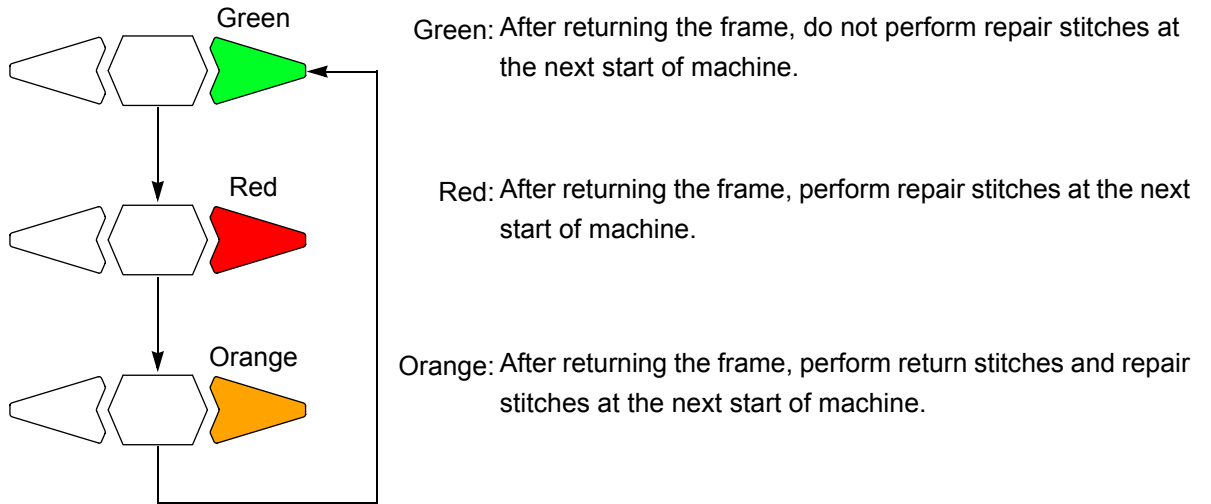 Green
Green: After returning the frame, do not perform repair stitches at
the next start of machine.
Red
Red: After returning the frame, perform repair stitches at the next
start of machine.
Orange
Orange: After returning the frame, perform return stitches and repair
stitches at the next start of machine.